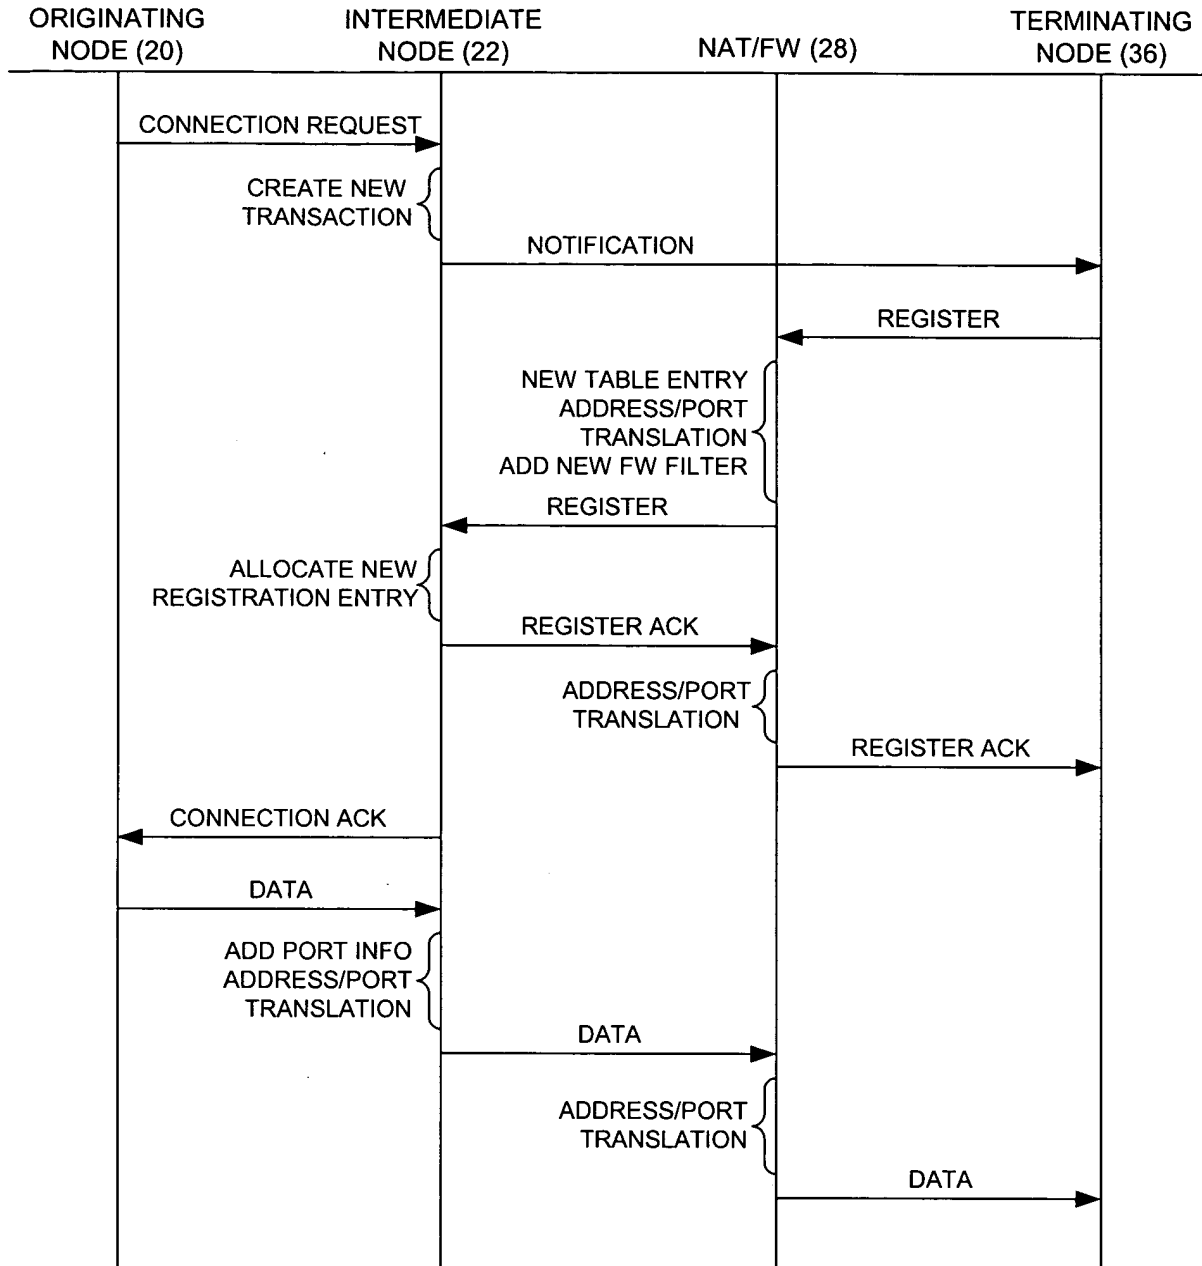 ORIGINATING
NODE (20)
INTERMEDIATE
NODE (22)
NAT/FW (28)
TERMINATING
NODE (36)
CONNECTION REQUEST
CREATE NEW
TRANSACTION
NOTIFICATION
REGISTER
NEW TABLE ENTRY
ADDRESS/PORT
TRANSLATION
ADD NEW FW FILTER
REGISTER
ALLOCATE NEW
REGISTRATION ENTRY
REGISTER ACK
ADDRESS/PORT
TRANSLATION
REGISTER ACK
CONNECTION ACK
DATA
ADD PORT INFO
ADDRESS/PORT
TRANSLATION
DATA
ADDRESS/PORT
TRANSLATION
DATA